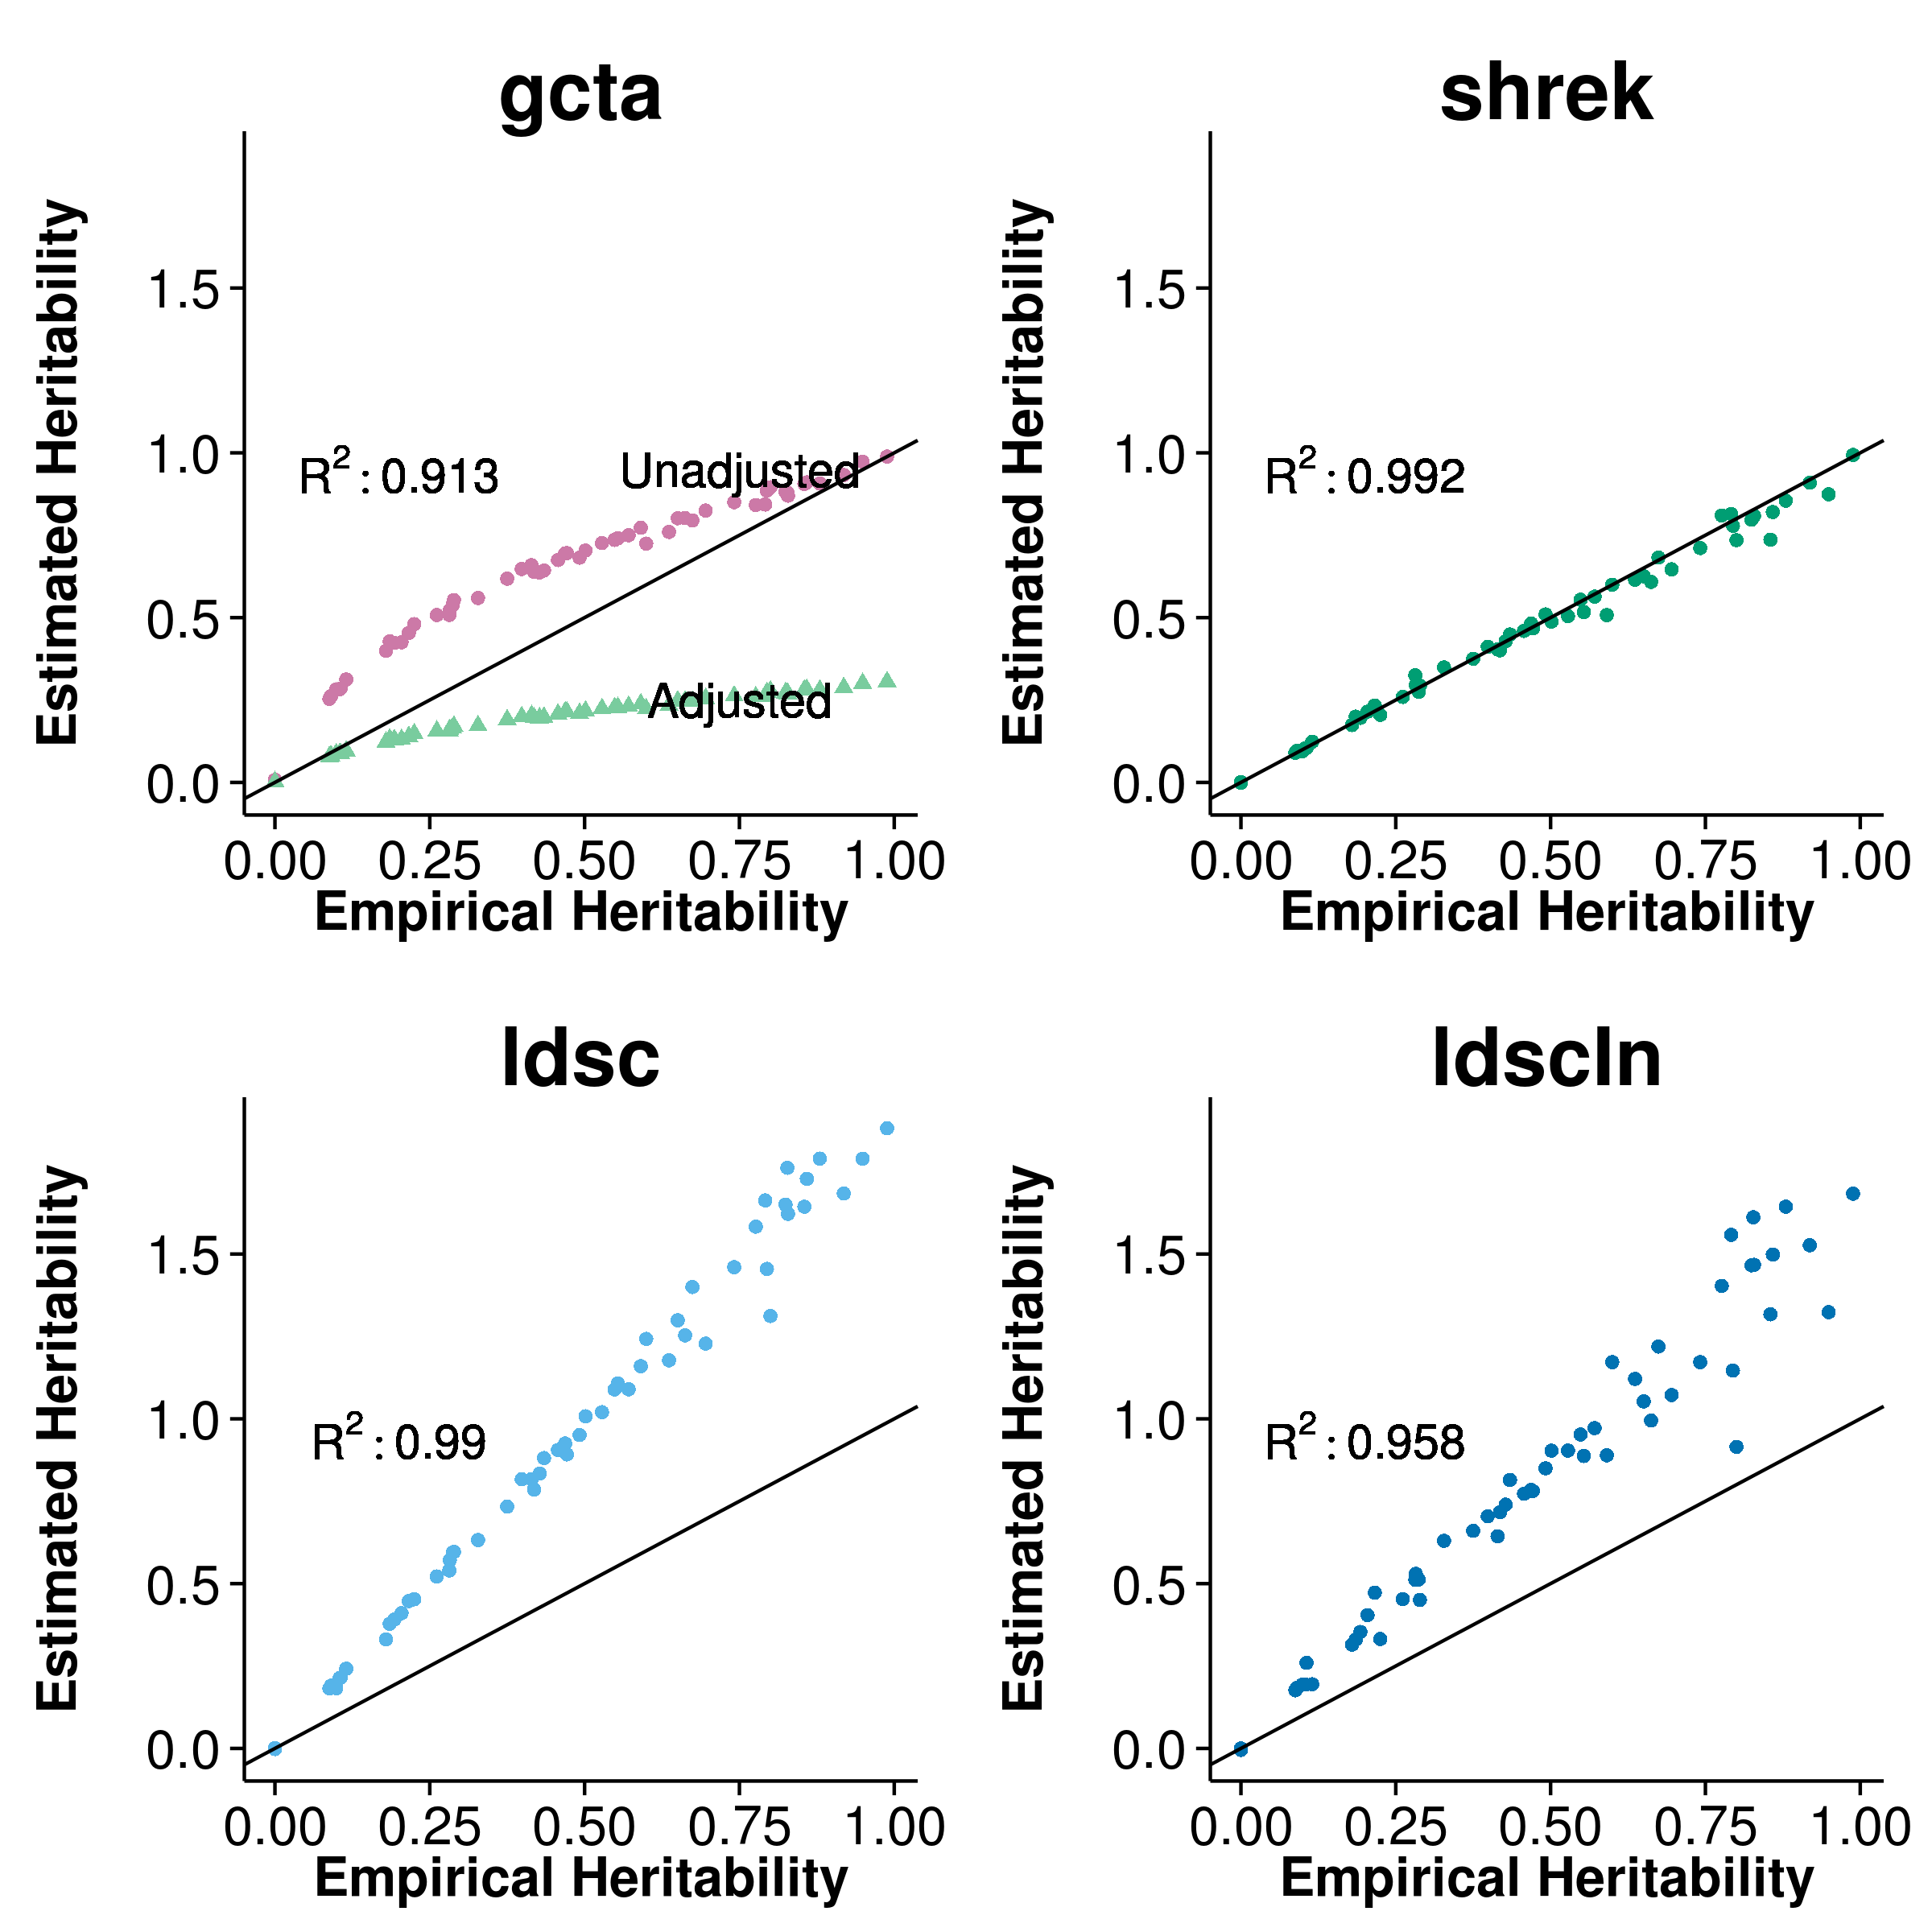 gcta
Estimated Heritability
1.5
1.0
0.5
0.0
R²: 0.913
Unadjusted
Adjusted
0.00 0.25 0.50 0.75 1.00
Empirical Heritability
shrek
Estimated Heritability
1.5
1.0
0.5
0.0
R²: 0.992
0.00 0.25 0.50 0.75 1.00
Empirical Heritability
ldsc
Estimated Heritability
1.5
1.0
0.5
0.0
R²: 0.99
0.00 0.25 0.50 0.75 1.00
Empirical Heritability
ldscIn
Estimated Heritability
1.5
1.0
0.5
0.0
R²: 0.958
0.00 0.25 0.50 0.75 1.00
Empirical Heritability